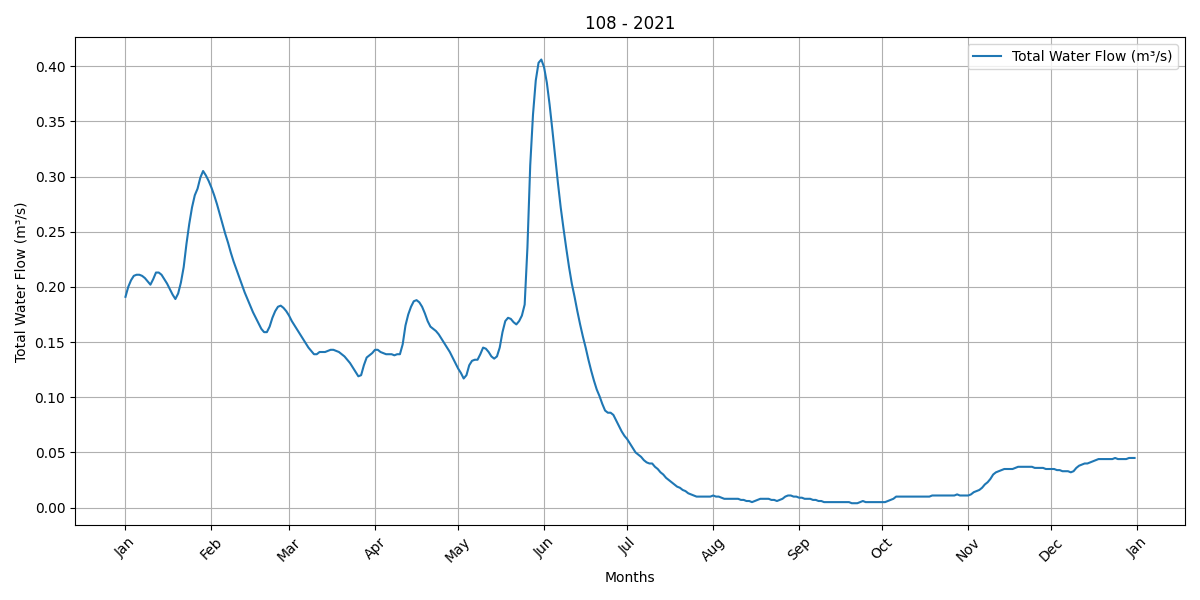 108 - 2021
Total Water Flow (m³/s)
Total Water Flow (m³/s)
0.40
0.35
0.30
0.25
0.20
0.15
0.10
0.05
0.00
Jan
Feb
Mar
Apr
May
Jun
Jul
Aug
Sep
Oct
Nov
Dec
Jan
Months